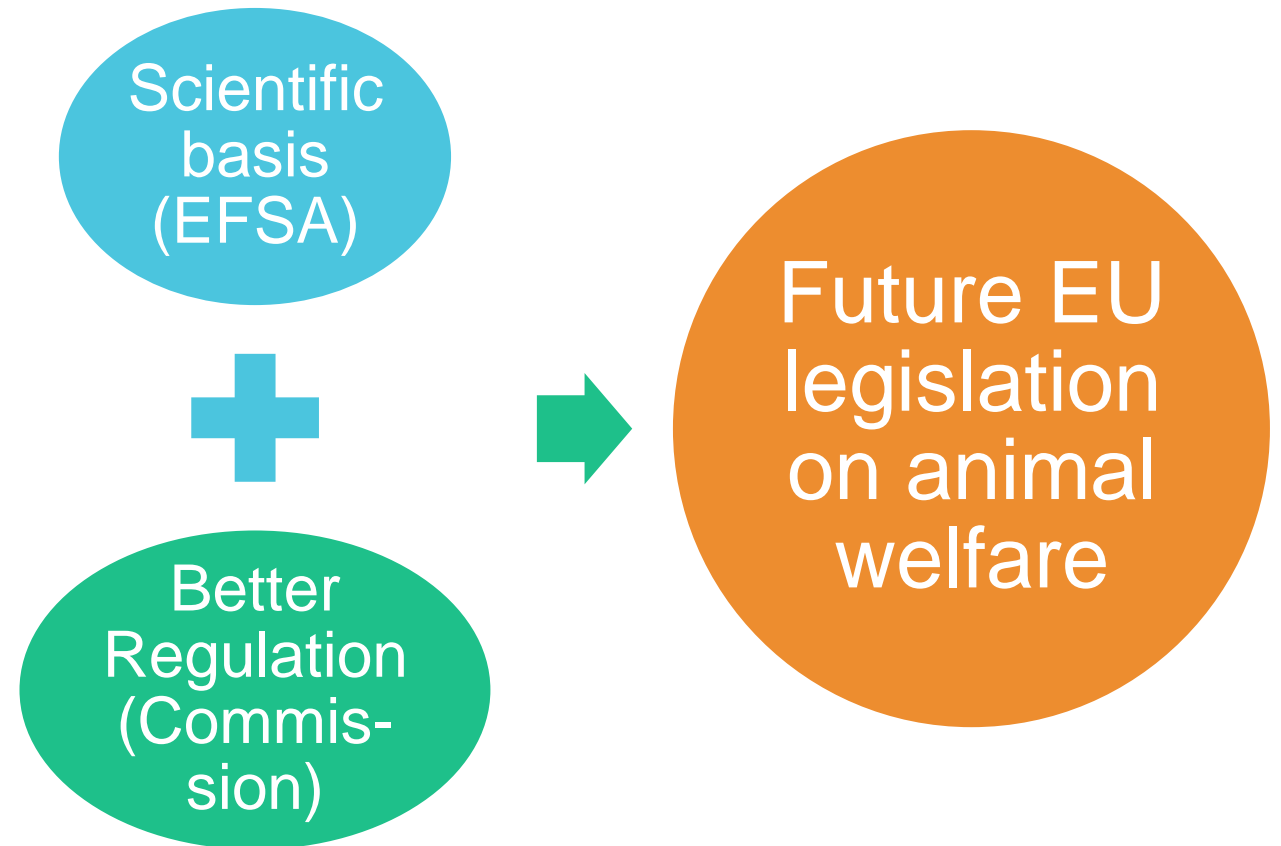 Scientific
basis
(EFSA)
Better
Regulation
(Commis-
sion)
Future EU
legislation
on animal
welfare